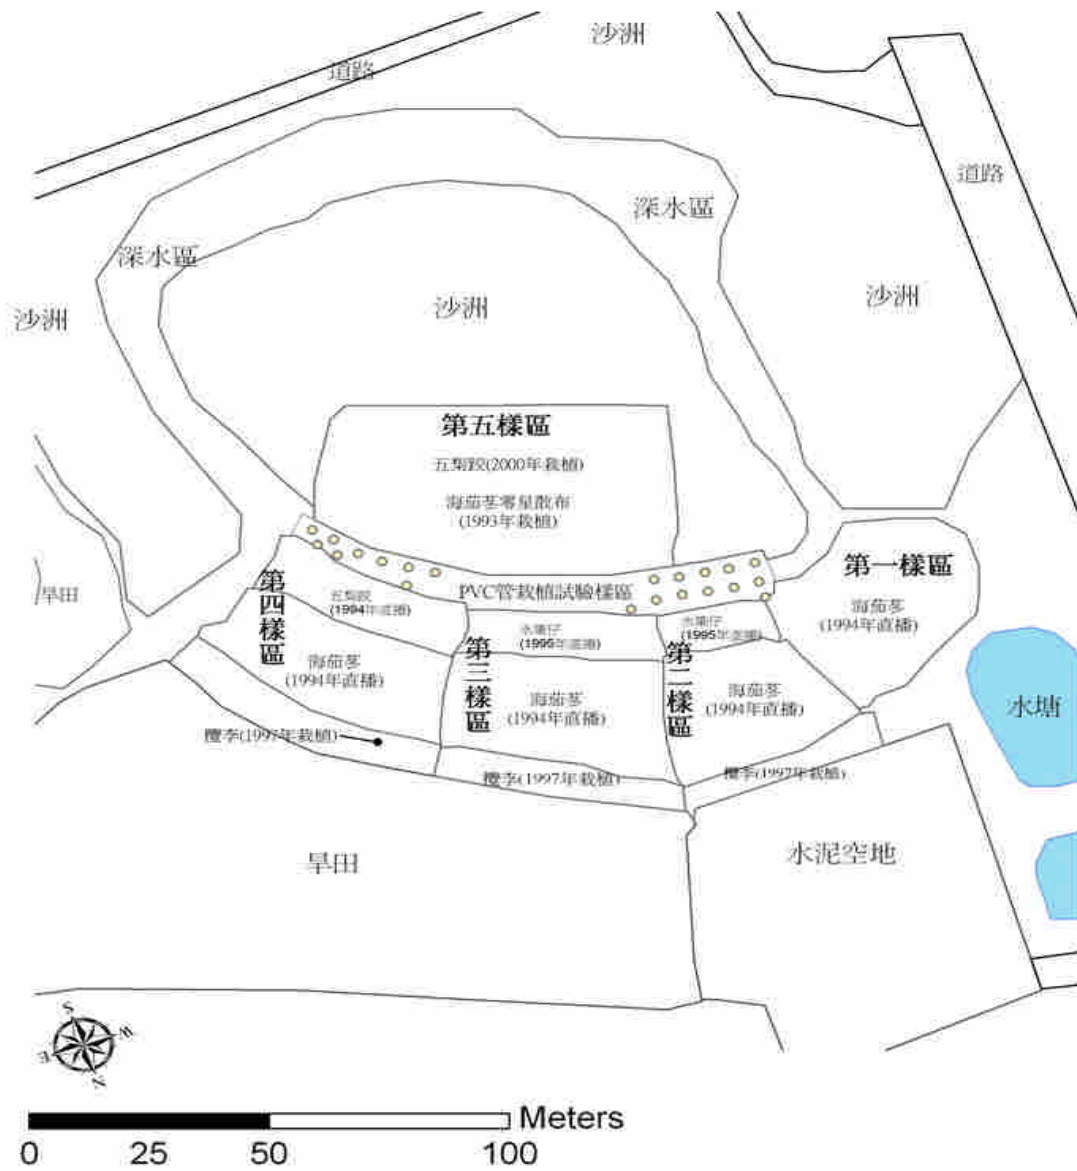 沙洲
道路
道路
深水區
深水區
沙洲
沙洲
沙洲
第五樣區
五梨跤(2000年栽植)
海茄苳零星散布
(1993年栽植)
第一樣區
海茄苳
(1994年直播)
旱田
第四樣區
五梨跤
(1994年直播)
PVC管栽植試驗樣區
水筆仔
(1995年直播)
水筆仔
(1995年直播)
第三樣區
第二樣區
海茄苳
(1994年直播)
海茄苳
(1994年直播)
海茄苳
(1994年直播)
水塘
欖李(1997年栽植)
欖李(1997年栽植)
欖李(1997年栽植)
旱田
水泥空地
S
W
E
N
Meters
0 25 50 100